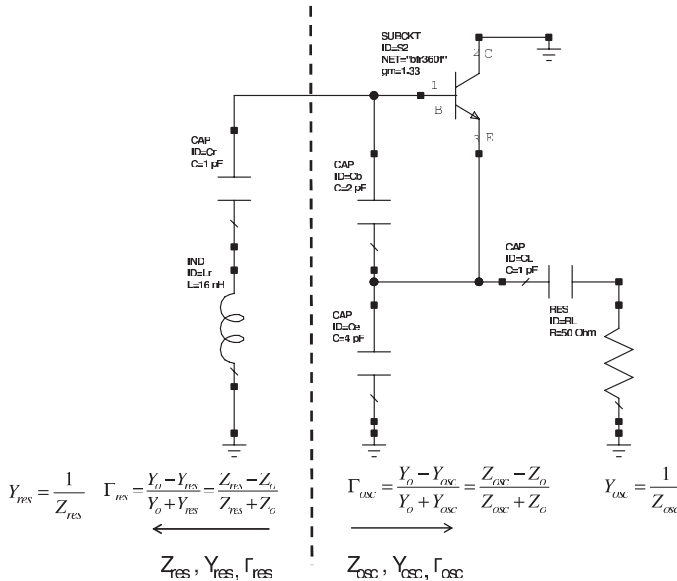 SUBCKT
ID=S2
NET="bfr360f"
gm=1.33
2 C
1
B
3 E
CAP
ID=Cr
C=1 pF
CAP
ID=Cb
C=2 pF
IND
ID=Lr
L=16 nH
CAP
ID=CL
C=1 pF
CAP
ID=Ce
C=4 pF
RES
ID=RL
R=50 Ohm
Y_res = 1/Z_res Γ_res = (Y_o − Y_res)/(Y_o + Y_res) = (Z_res − Z_o)/(Z_res + Z_o)
Γ_osc = (Y_o − Y_osc)/(Y_o + Y_osc) = (Z_osc − Z_o)/(Z_osc + Z_o) Y_osc = 1/Z_osc
Z_res, Y_res, Γ_res
Z_osc, Y_osc, Γ_osc